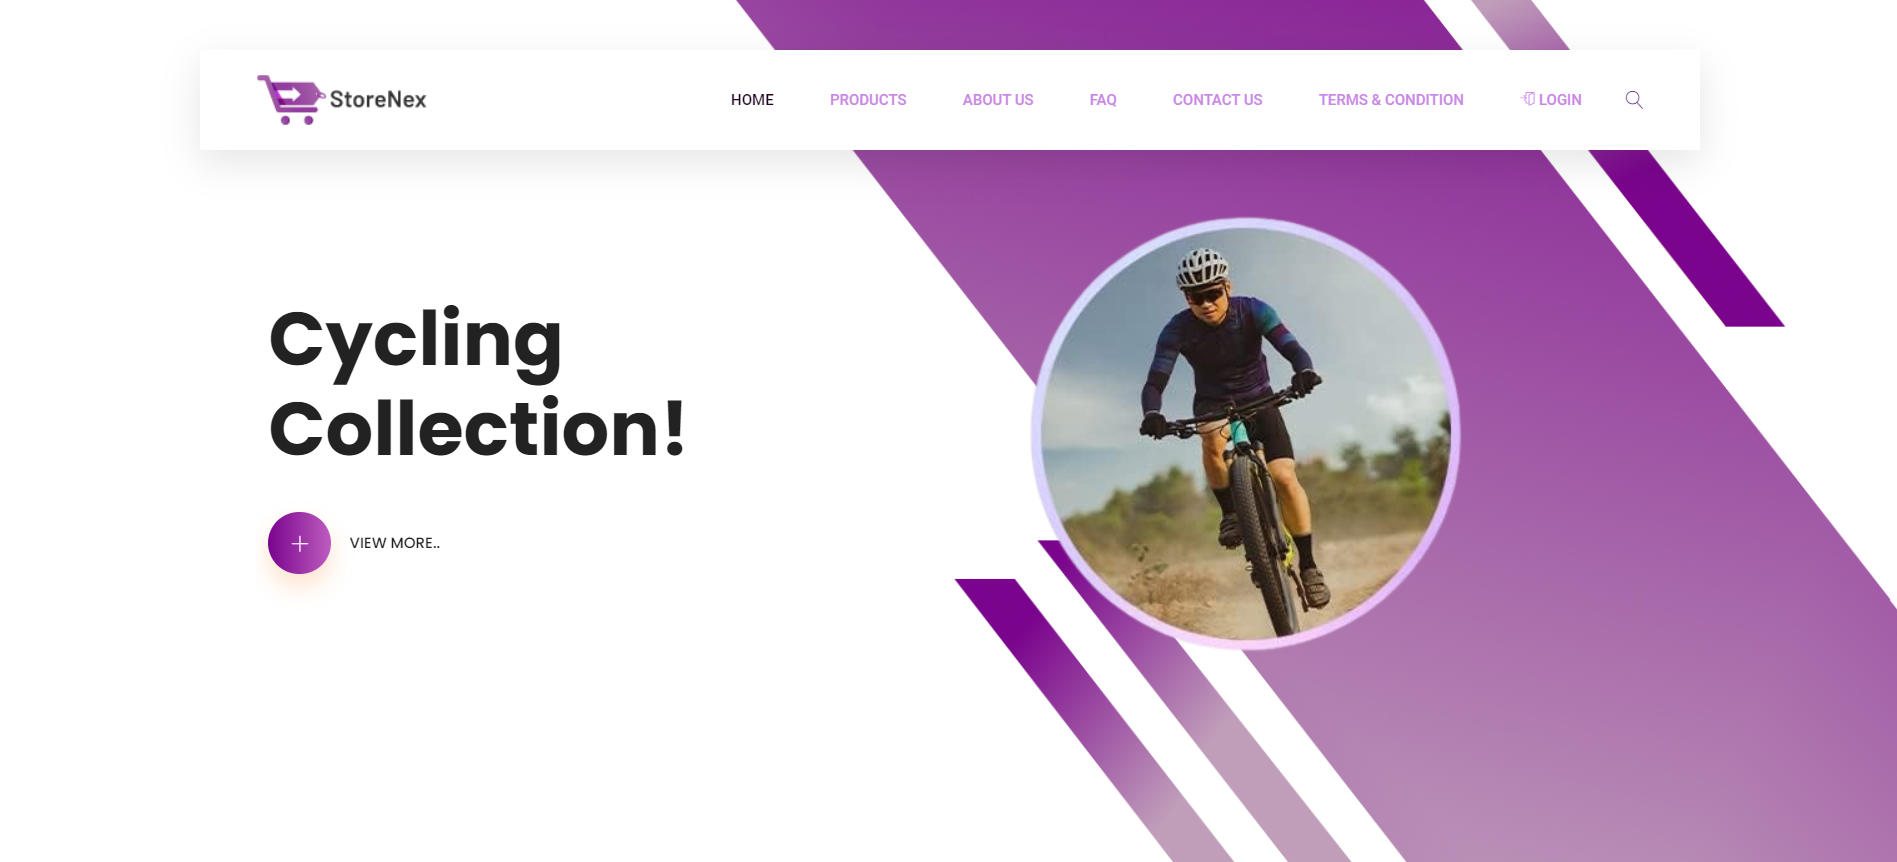 StoreNex
HOME PRODUCTS ABOUT US FAQ CONTACT US TERMS & CONDITION LOGIN
Cycling
Collection!
VIEW MORE..